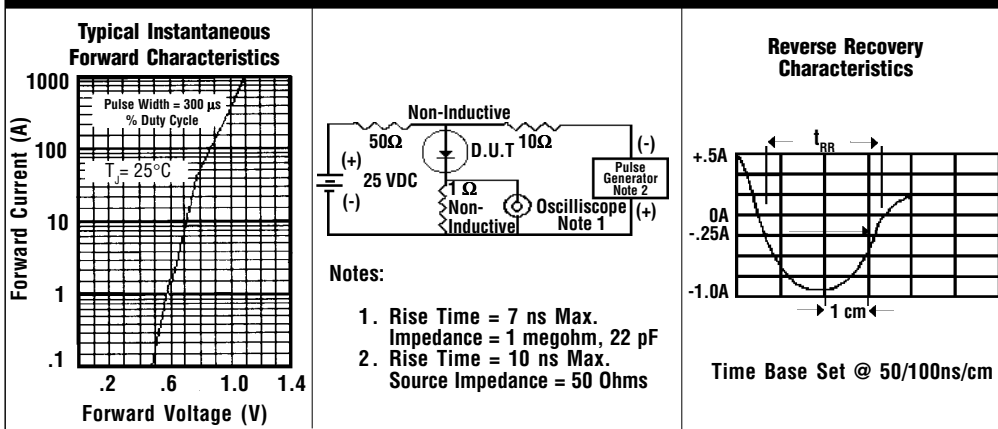 Typical Instantaneous
Forward Characteristics
1000
100
10
1
.1
Forward Current (A)
Pulse Width = 300 µs
% Duty Cycle
TJ= 25°C
.2
.6
1.0
1.4
Forward Voltage (V)
Non-Inductive
50Ω
10Ω
(+)
25 VDC
(-)
D.U.T
1 Ω
Non-
Inductive
Oscilliscope
Note 1
(-)
Pulse
Generator
Note 2
(+)
Notes:
1. Rise Time = 7 ns Max.
Impedance = 1 megohm, 22 pF
2. Rise Time = 10 ns Max.
Source Impedance = 50 Ohms
Reverse Recovery
Characteristics
tRR
+.5A
0A
-.25A
-1.0A
1 cm
Time Base Set @ 50/100ns/cm